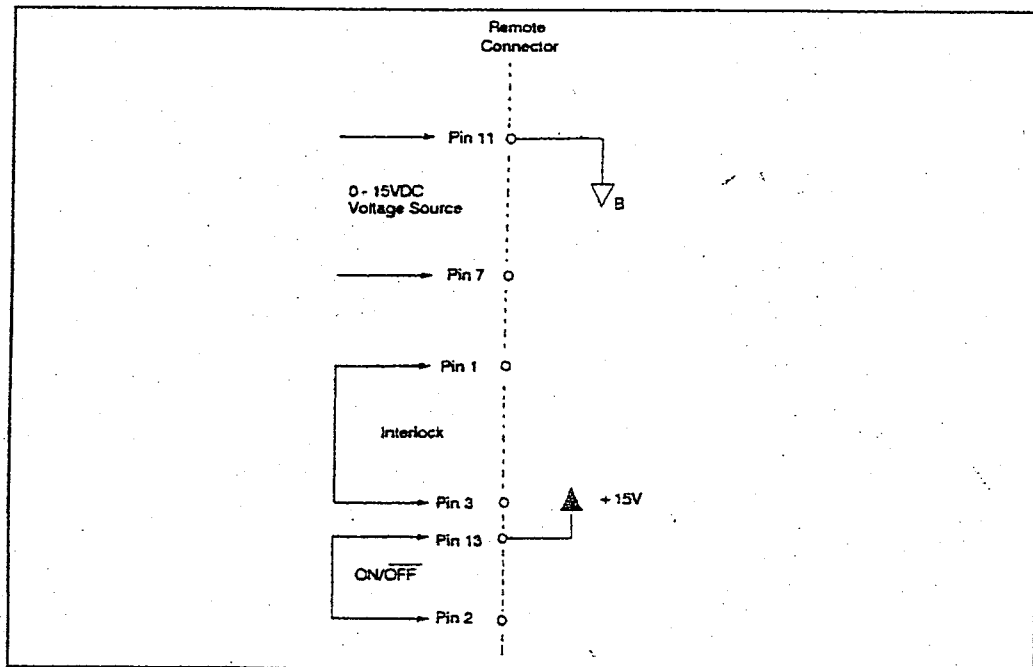 Remote
Connector
Pin 11
B
0 - 15VDC
Voltage Source
Pin 7
Pin 1
Interlock
Pin 3
+ 15V
Pin 13
ON/OFF
Pin 2